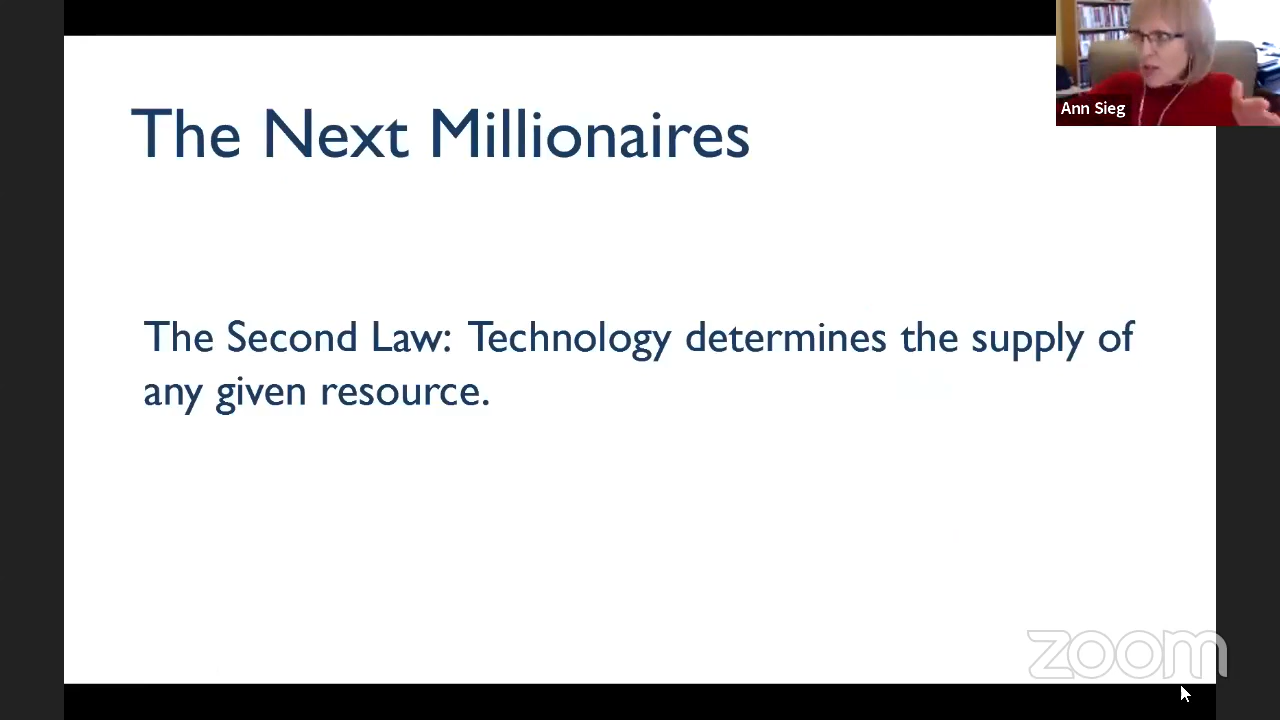 The Next Millionaires
Ann Sieg
The Second Law: Technology determines the supply of
any given resource.
zoom